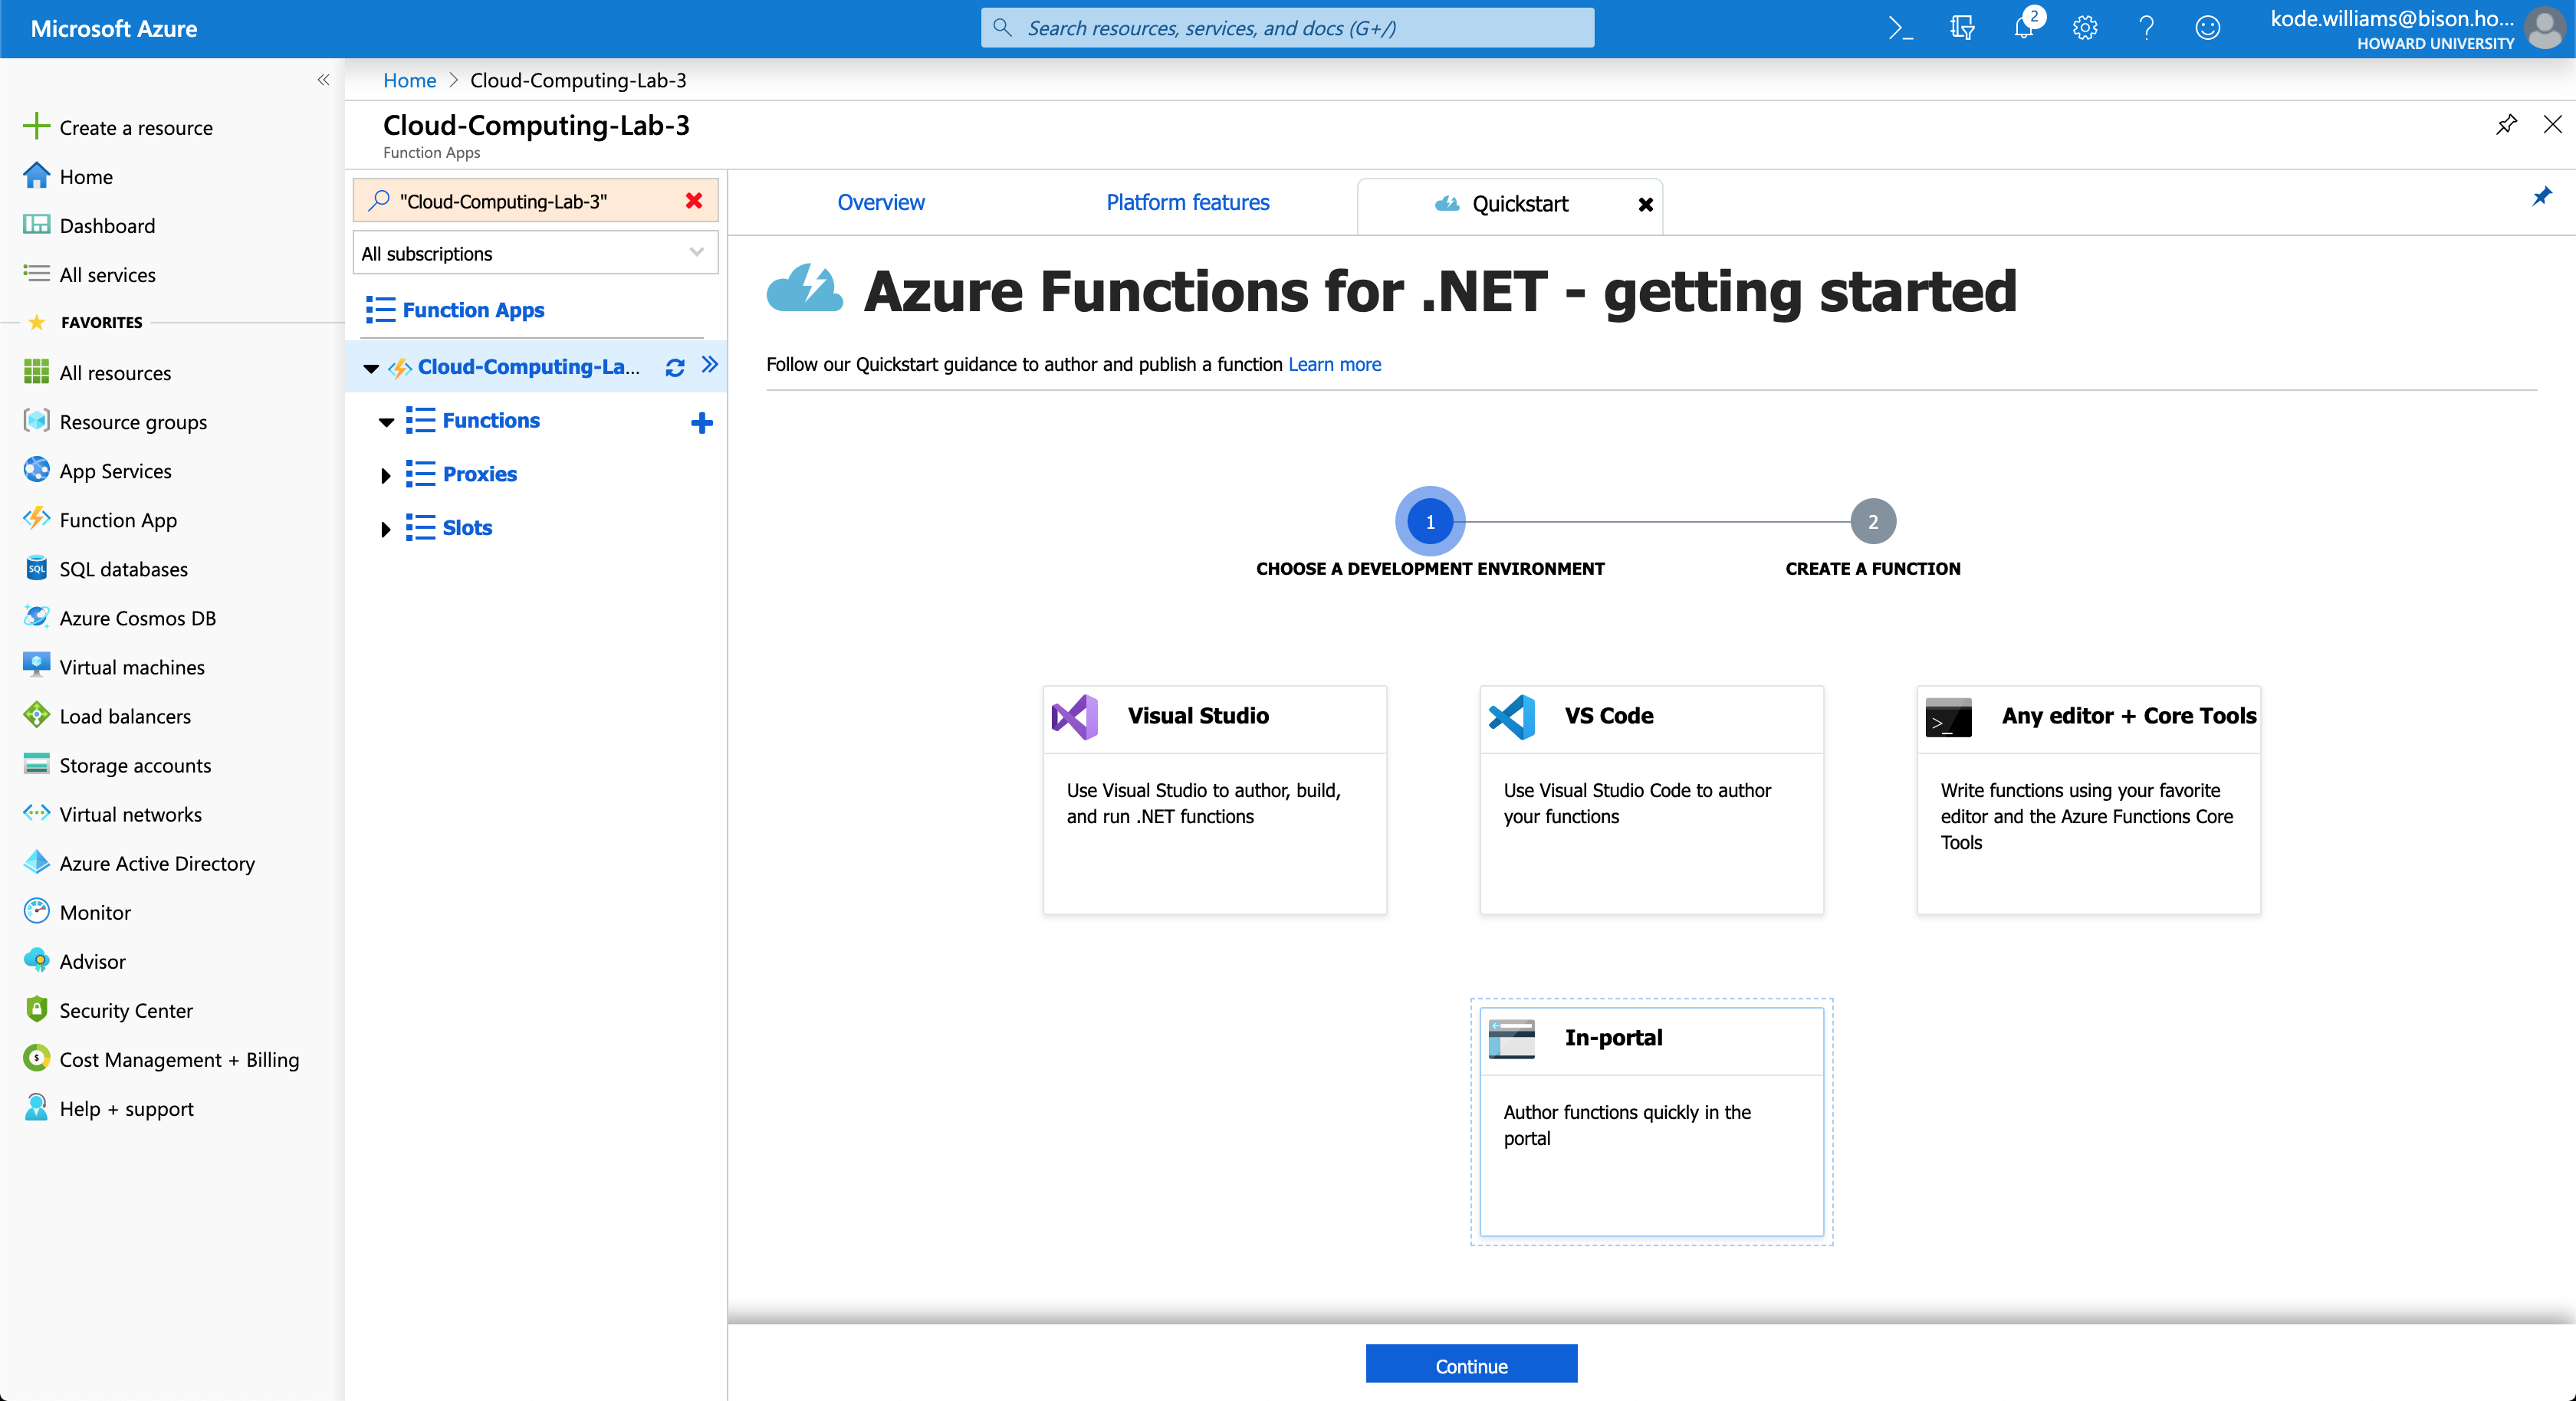 Microsoft Azure
Search resources, services, and docs (G+/)
2
kode.williams@bison.ho...
HOWARD UNIVERSITY
Create a resource
Home
Dashboard
All services
FAVORITES
All resources
Resource groups
App Services
Function App
SQL databases
Azure Cosmos DB
Virtual machines
Load balancers
Storage accounts
Virtual networks
Azure Active Directory
Monitor
Advisor
Security Center
Cost Management + Billing
Help + support
Home > Cloud-Computing-Lab-3
Cloud-Computing-Lab-3
Function Apps
"Cloud-Computing-Lab-3"
All subscriptions
Function Apps
Cloud-Computing-La...
Functions
Proxies
Slots
Overview
Platform features
Quickstart
Azure Functions for .NET - getting started
Follow our Quickstart guidance to author and publish a function Learn more
1
2
CHOOSE A DEVELOPMENT ENVIRONMENT
CREATE A FUNCTION
Visual Studio
Use Visual Studio to author, build,
and run .NET functions
VS Code
Use Visual Studio Code to author
your functions
Any editor + Core Tools
Write functions using your favorite
editor and the Azure Functions Core
Tools
In-portal
Author functions quickly in the
portal
Continue